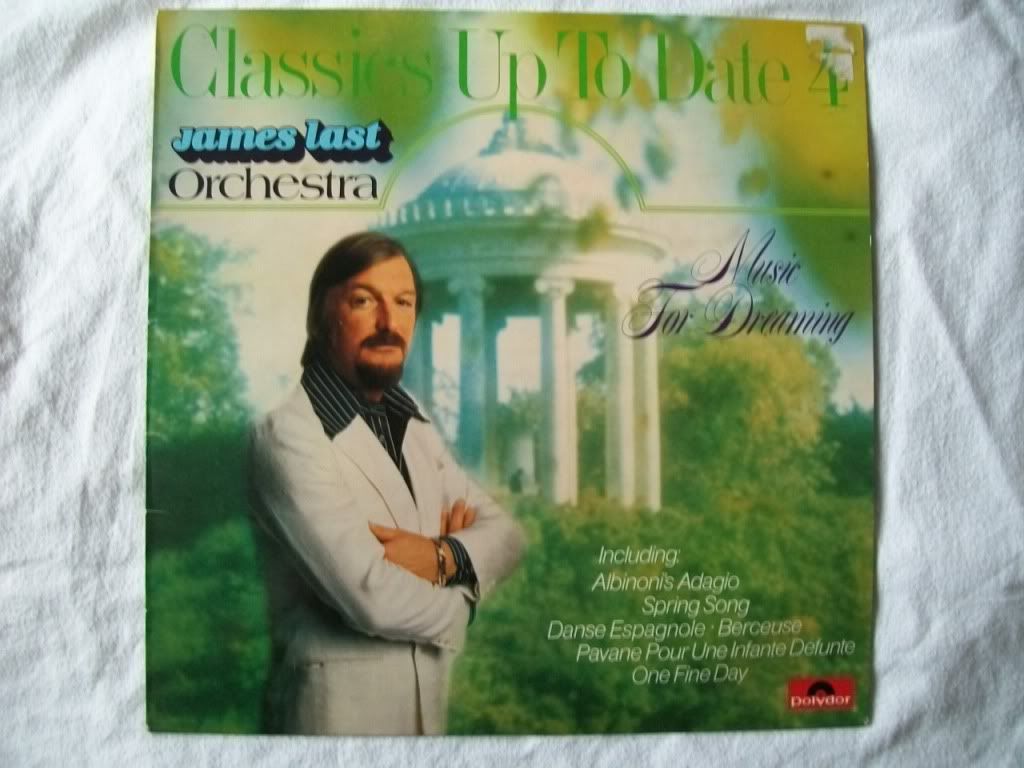 Classics Up To Date 4
James Last
Orchestra
Music
For Dreaming
Including:
Albinoni's Adagio
Spring Song
Danse Espagnole · Berceuse
Pavane Pour Une Infante Defunte
One Fine Day
polydor